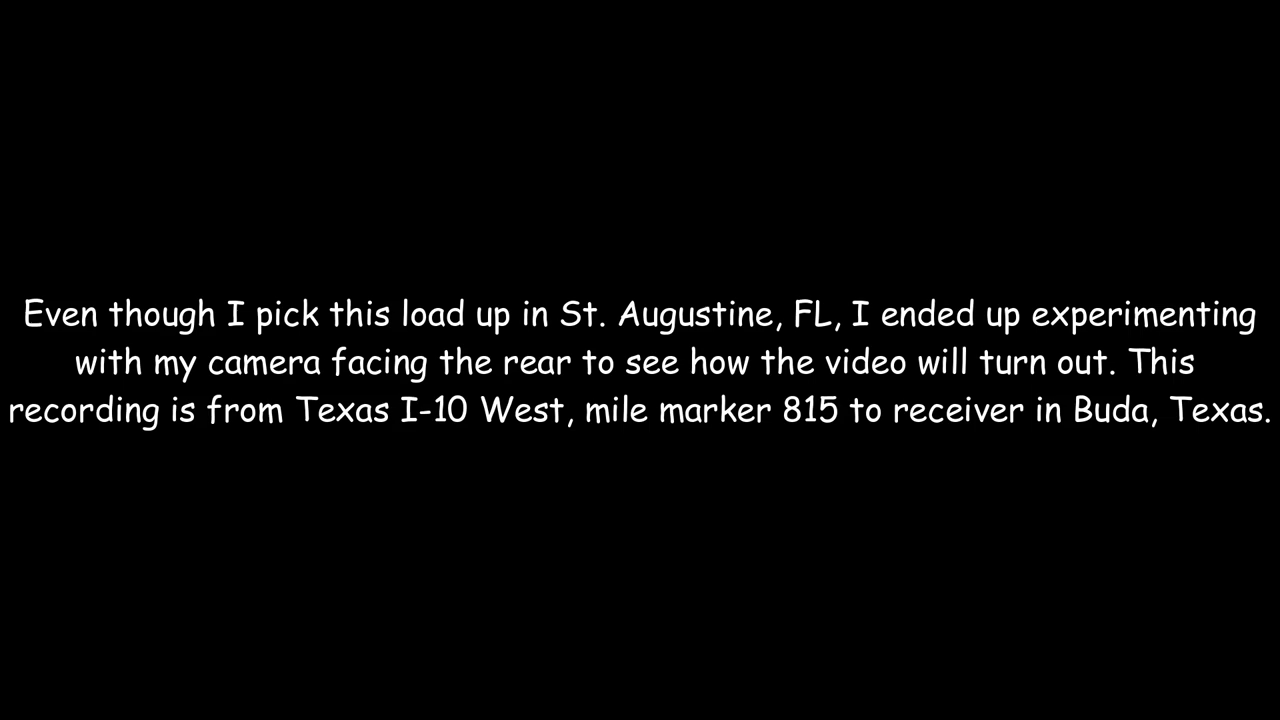 Even though I pick this load up in St. Augustine, FL, I ended up experimenting
with my camera facing the rear to see how the video will turn out. This
recording is from Texas I-10 West, mile marker 815 to receiver in Buda, Texas.